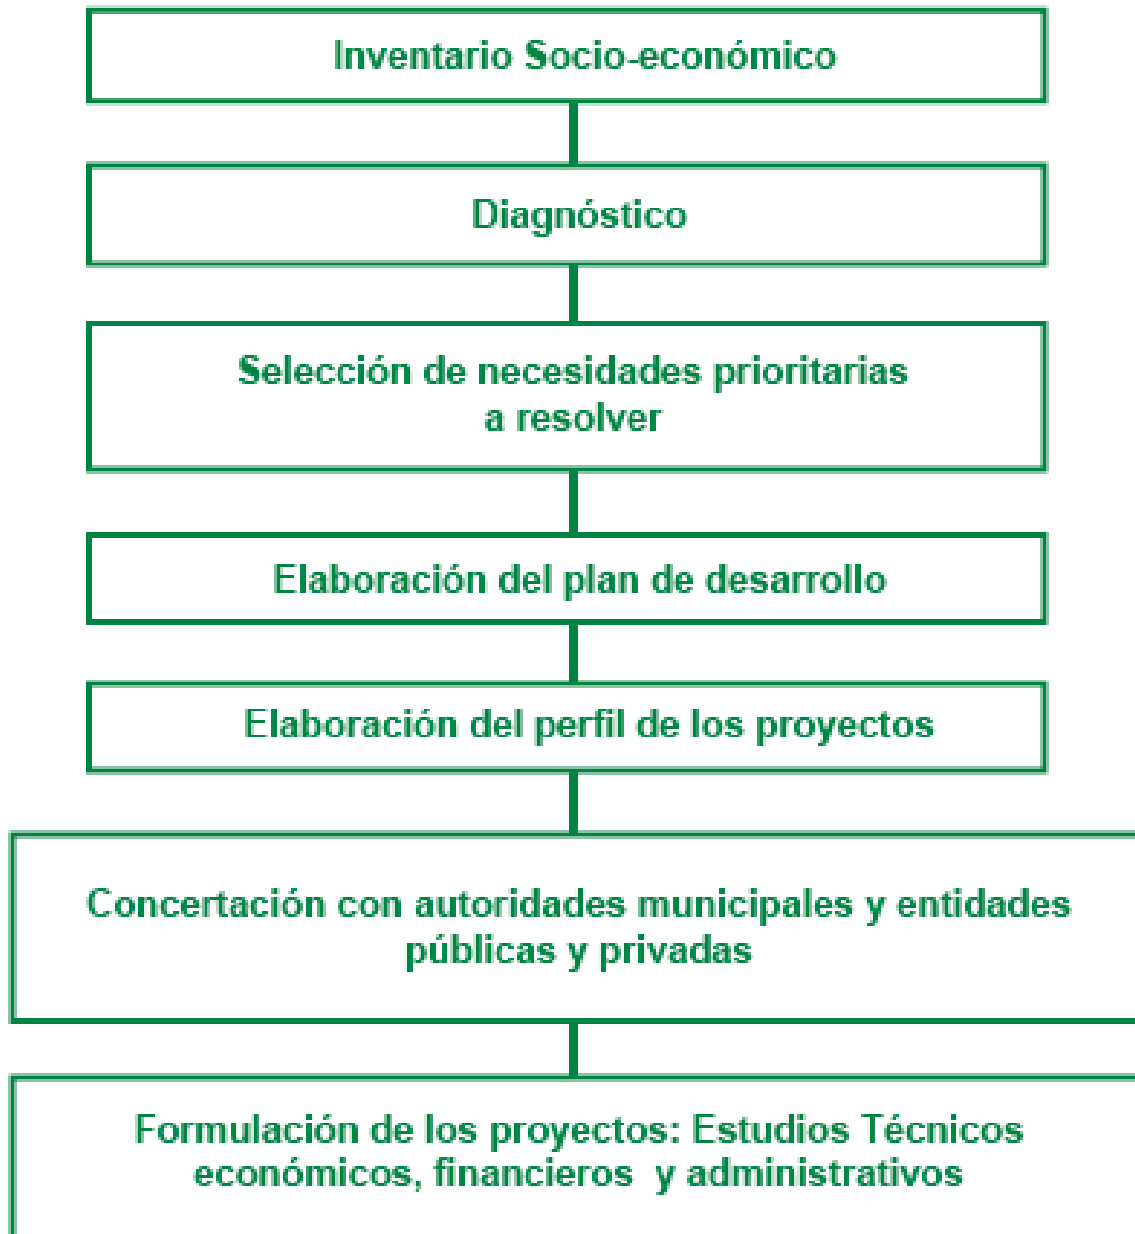 Inventario Socio-económico
Diagnóstico
Selección de necesidades prioritarias
a resolver
Elaboración del plan de desarrollo
Elaboración del perfil de los proyectos
Concertación con autoridades municipales y entidades
públicas y privadas
Formulación de los proyectos: Estudios Técnicos
económicos, financieros y administrativos